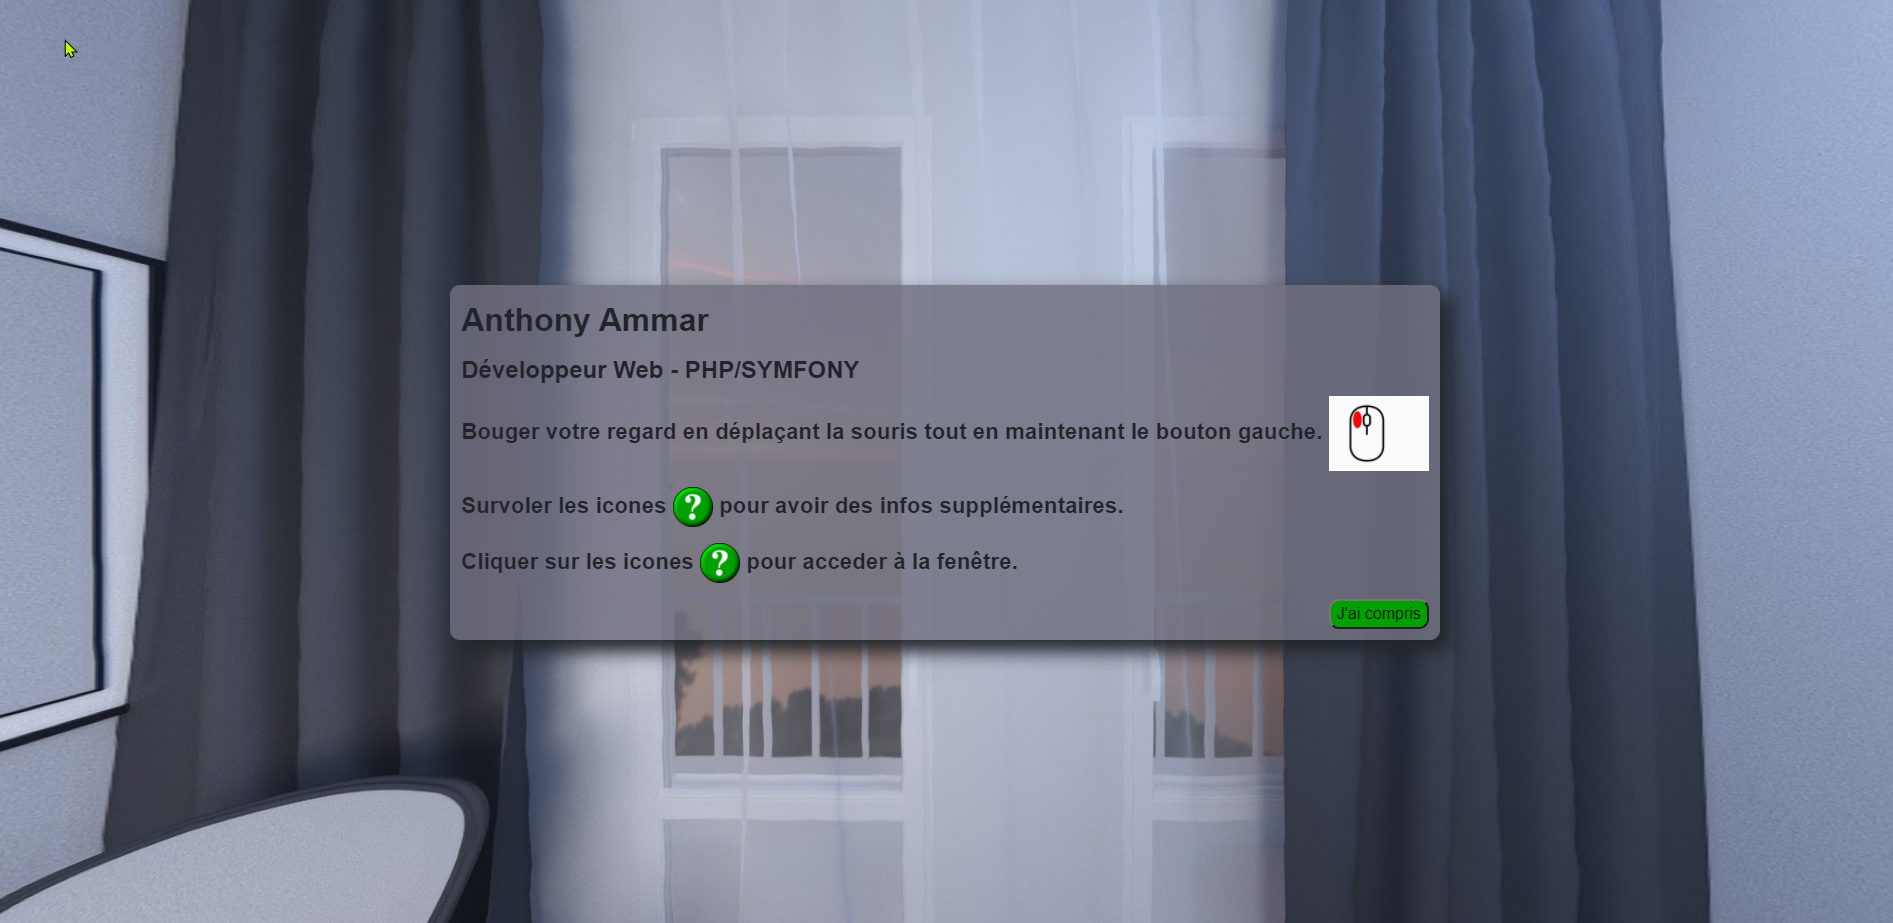 Anthony Ammar
Développeur Web - PHP/SYMFONY
Bouger votre regard en déplaçant la souris tout en maintenant le bouton gauche.
Survoler les icones ? pour avoir des infos supplémentaires.
Cliquer sur les icones ? pour acceder à la fenêtre.
J'ai compris